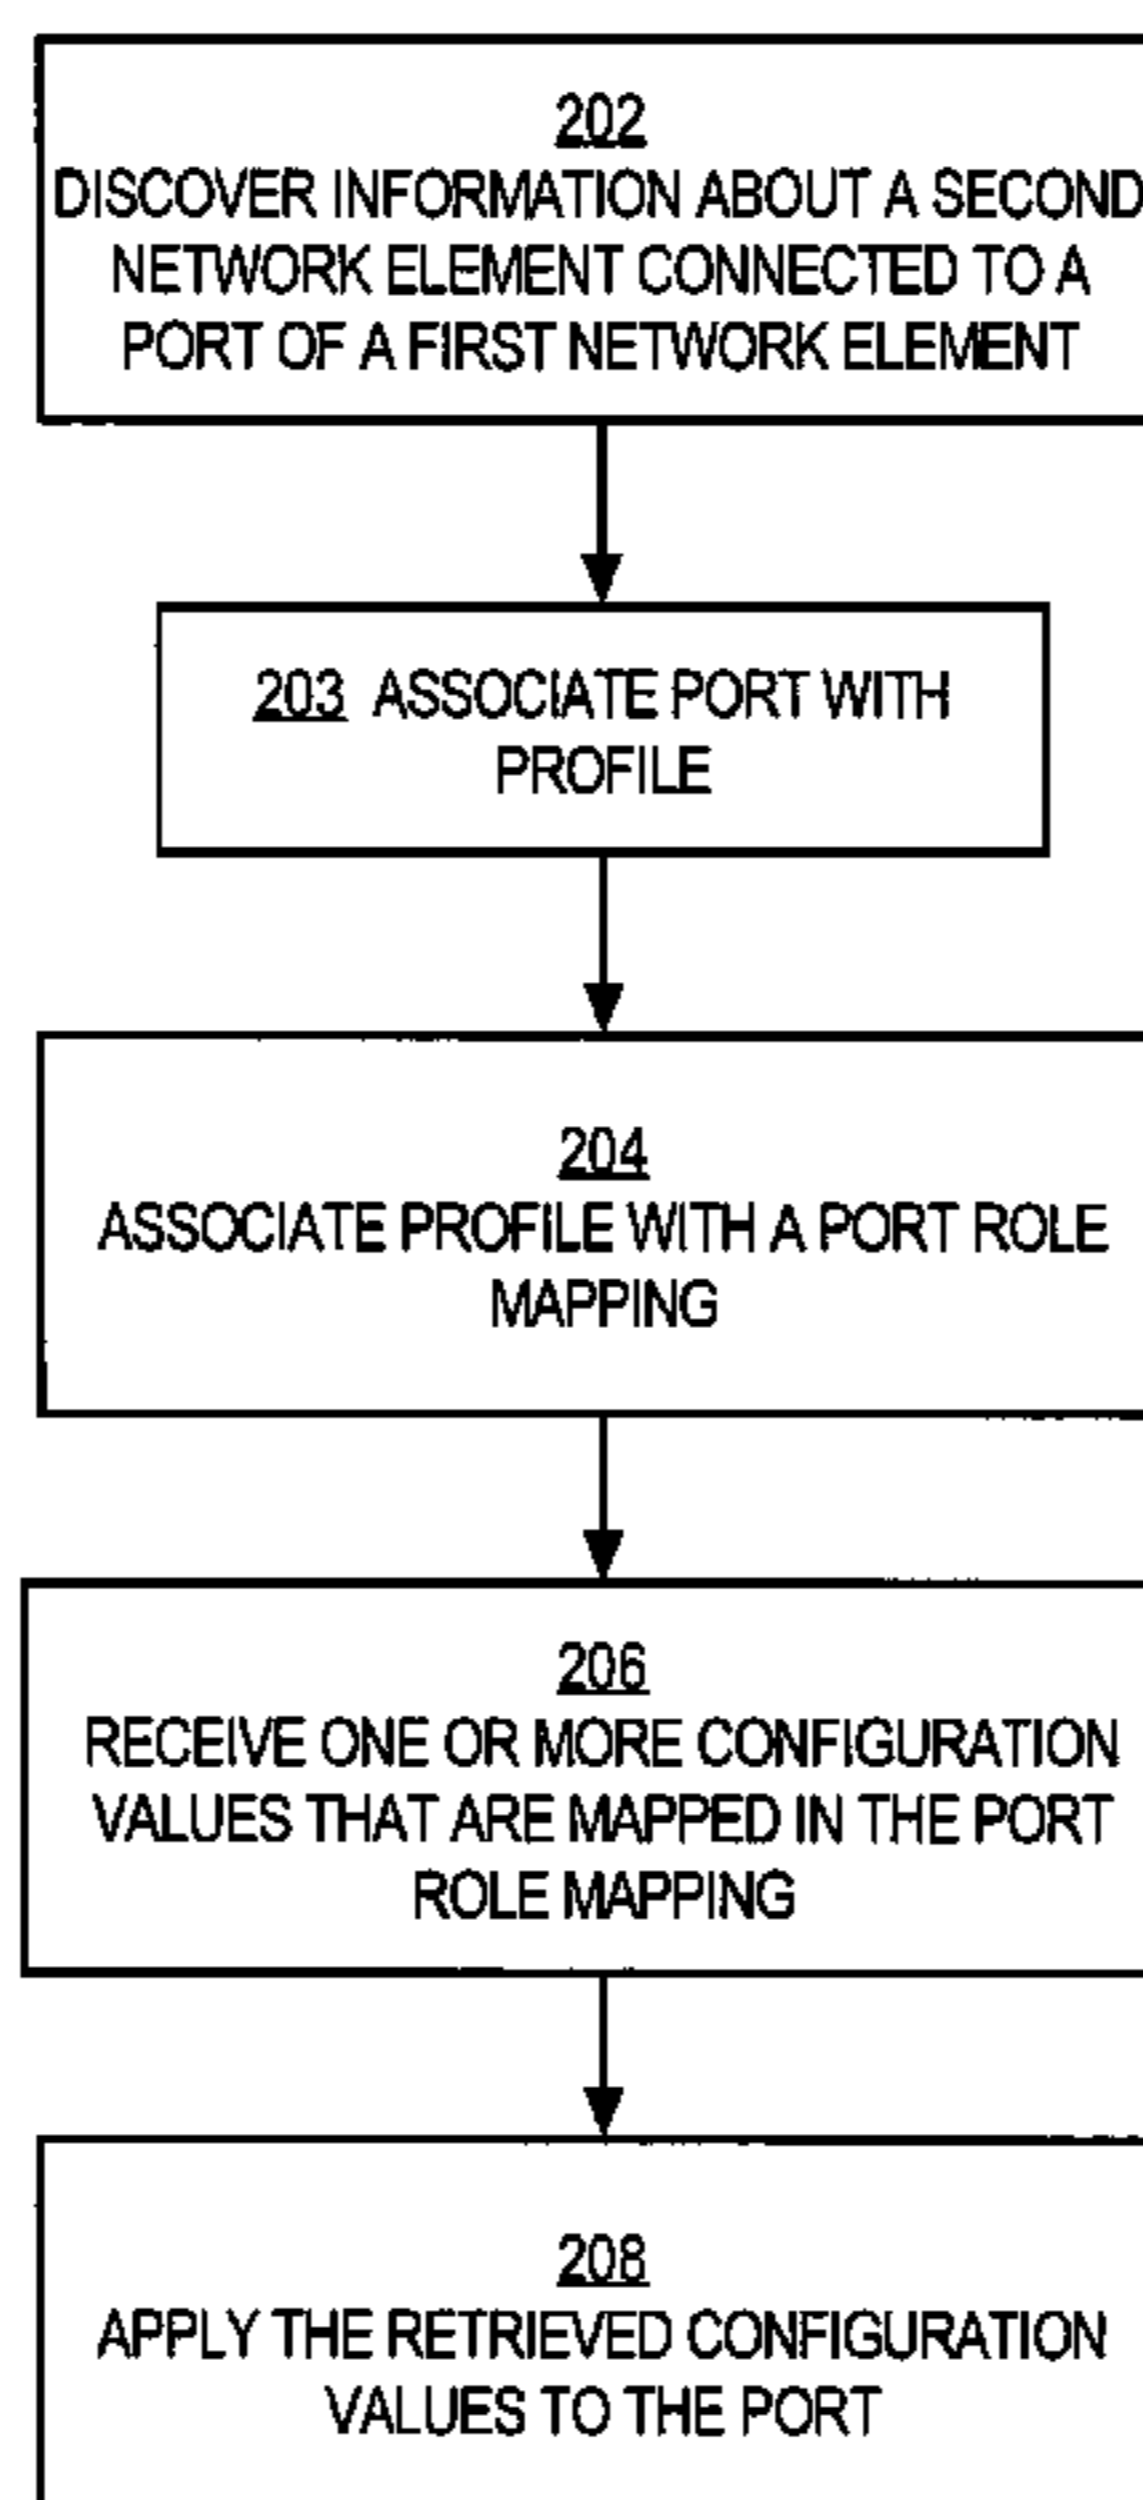 202
DISCOVER INFORMATION ABOUT A SECOND
NETWORK ELEMENT CONNECTED TO A
PORT OF A FIRST NETWORK ELEMENT
203 ASSOCIATE PORT WITH
PROFILE
204
ASSOCIATE PROFILE WITH A PORT ROLE
MAPPING
206
RECEIVE ONE OR MORE CONFIGURATION
VALUES THAT ARE MAPPED IN THE PORT
ROLE MAPPING
208
APPLY THE RETRIEVED CONFIGURATION
VALUES TO THE PORT